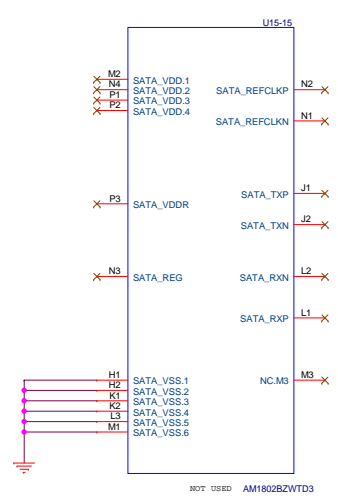 U15-15
M2 SATA_VDD.1
N4 SATA_VDD.2
P1 SATA_VDD.3
P2 SATA_VDD.4
SATA_REFCLKP N2
SATA_REFCLKN N1
P3 SATA_VDDR
SATA_TXP J1
SATA_TXN J2
N3 SATA_REG
SATA_RXN L2
SATA_RXP L1
H1 SATA_VSS.1
H2 SATA_VSS.2
K1 SATA_VSS.3
K2 SATA_VSS.4
L3 SATA_VSS.5
M1 SATA_VSS.6
NC.M3 M3
NOT USED AM1802BZWTD3